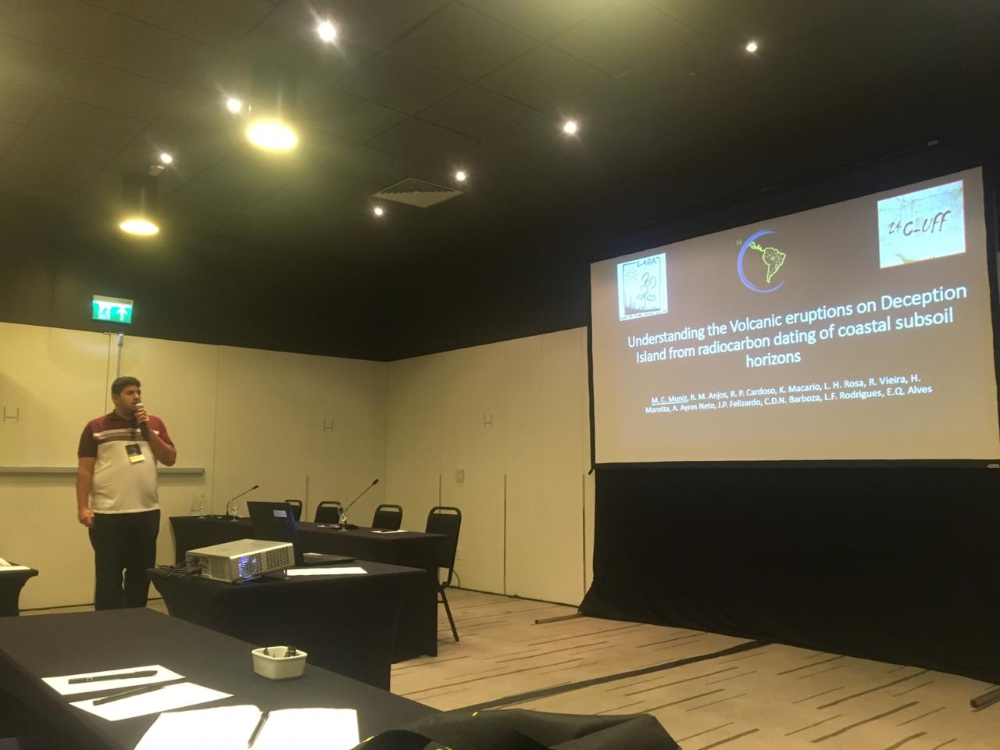 LARA
14C-UFF
Understanding the Volcanic eruptions on Deception
Island from radiocarbon dating of coastal subsoil
horizons
M. C. Muniz, R. M. Anjos, R. P. Cardoso, K. Macario, L. H. Rosa, R. Vieira, H.
Marotta, A. Ayres Neto, J.P. Felizardo, C.D.N. Barboza, L.F. Rodrigues, E.Q. Alves